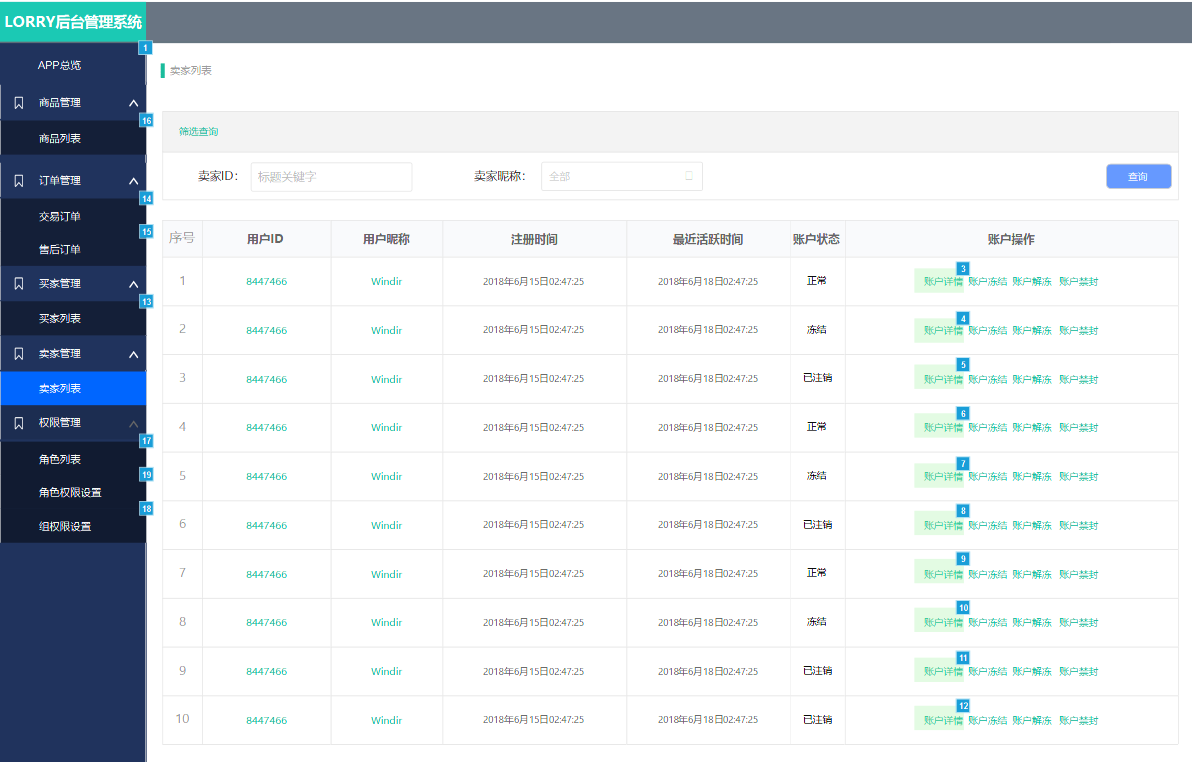 LORRY后台管理系统
1
APP总览
卖家列表
商品管理
16
商品列表
筛选查询
卖家ID:
标题关键字
卖家昵称:
全部
查询
订单管理
14
交易订单
15
售后订单
买家管理
13
买家列表
卖家管理
卖家列表
权限管理
17
角色列表
19
角色权限设置
18
组权限设置
序号 用户ID 用户昵称 注册时间 最近活跃时间 账户状态 账户操作
3
1 8447466 Windir 2018年6月15日02:47:25 2018年6月18日02:47:25 正常 账户详情 账户冻结 账户解冻 账户禁封
4
2 8447466 Windir 2018年6月15日02:47:25 2018年6月18日02:47:25 冻结 账户详情 账户冻结 账户解冻 账户禁封
5
3 8447466 Windir 2018年6月15日02:47:25 2018年6月18日02:47:25 已注销 账户详情 账户冻结 账户解冻 账户禁封
6
4 8447466 Windir 2018年6月15日02:47:25 2018年6月18日02:47:25 正常 账户详情 账户冻结 账户解冻 账户禁封
7
5 8447466 Windir 2018年6月15日02:47:25 2018年6月18日02:47:25 冻结 账户详情 账户冻结 账户解冻 账户禁封
8
6 8447466 Windir 2018年6月15日02:47:25 2018年6月18日02:47:25 已注销 账户详情 账户冻结 账户解冻 账户禁封
9
7 8447466 Windir 2018年6月15日02:47:25 2018年6月18日02:47:25 正常 账户详情 账户冻结 账户解冻 账户禁封
10
8 8447466 Windir 2018年6月15日02:47:25 2018年6月18日02:47:25 冻结 账户详情 账户冻结 账户解冻 账户禁封
11
9 8447466 Windir 2018年6月15日02:47:25 2018年6月18日02:47:25 已注销 账户详情 账户冻结 账户解冻 账户禁封
12
10 8447466 Windir 2018年6月15日02:47:25 2018年6月18日02:47:25 已注销 账户详情 账户冻结 账户解冻 账户禁封